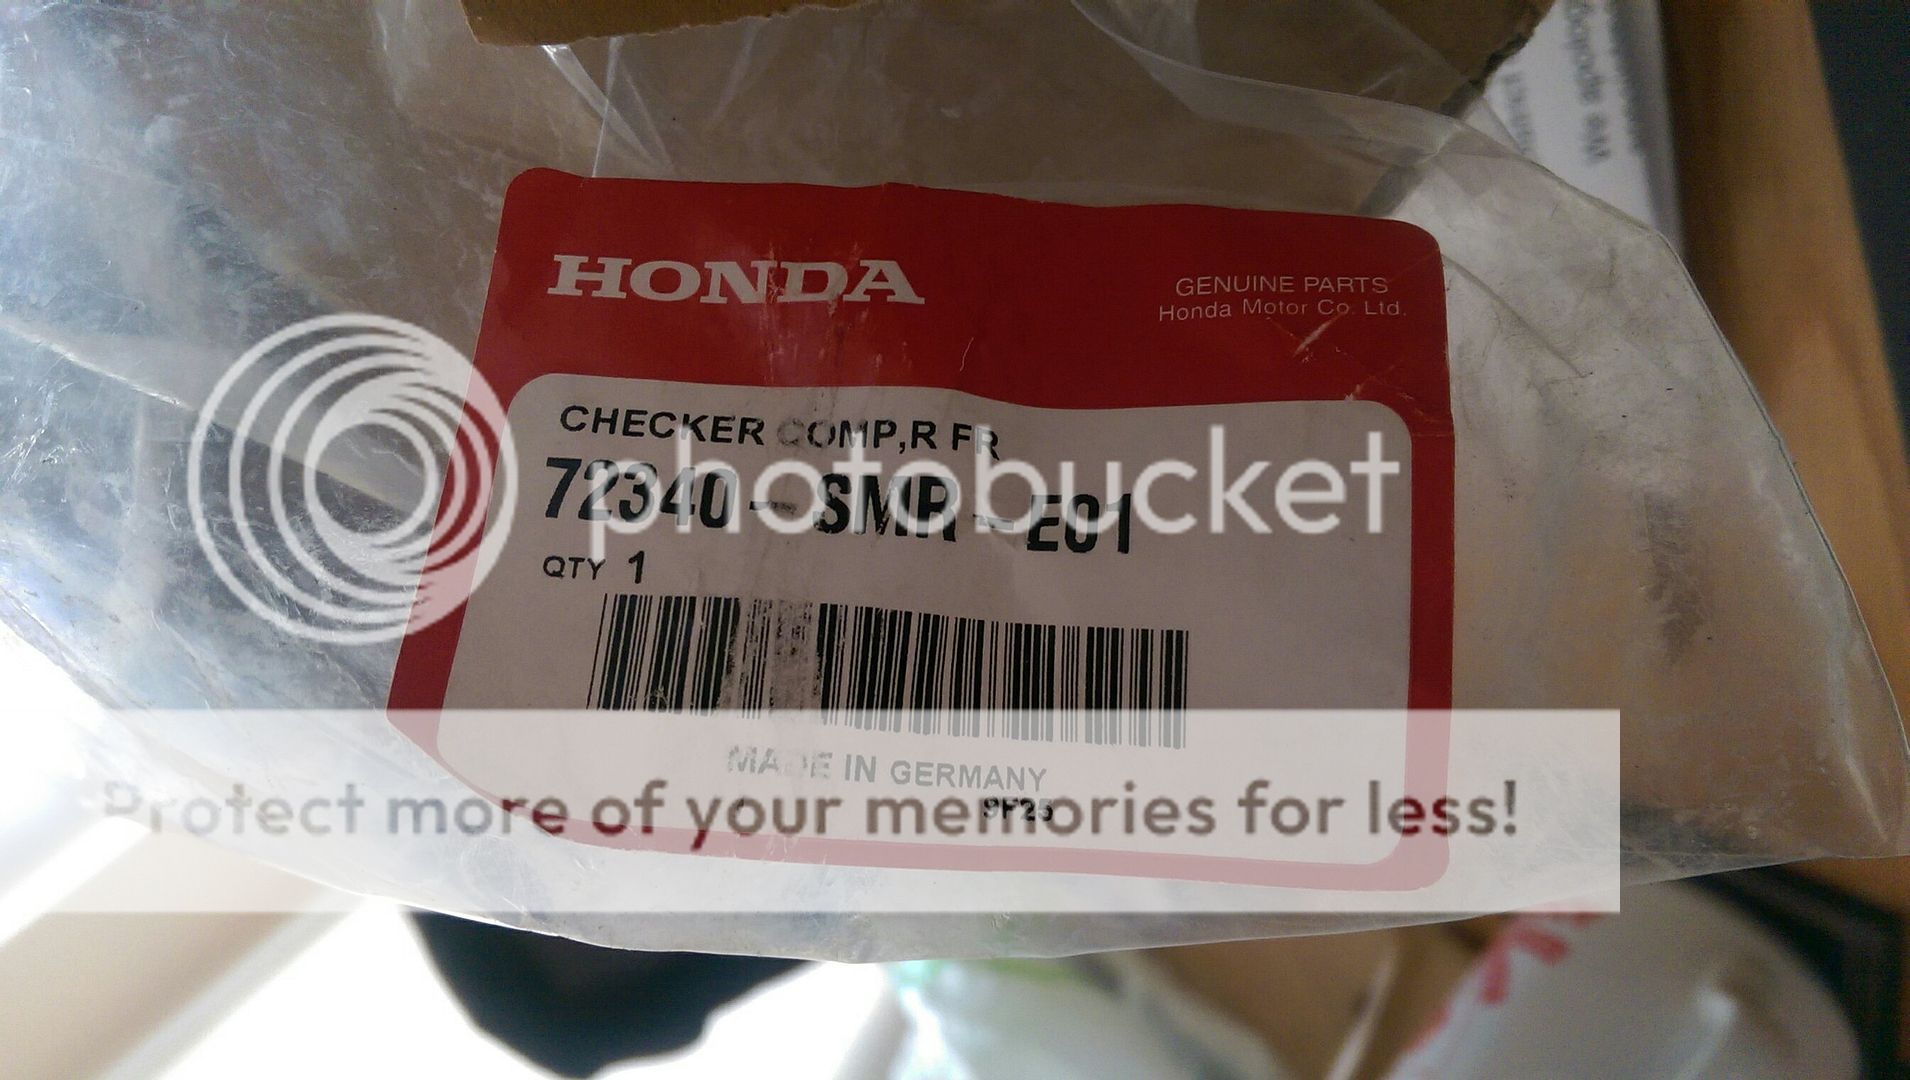 HONDA
GENUINE PARTS
Honda Motor Co. Ltd.
CHECKER COMP,R FR
72340-SMR-E01
QTY 1
MADE IN GERMANY
9F25
photobucket
Protect more of your memories for less!